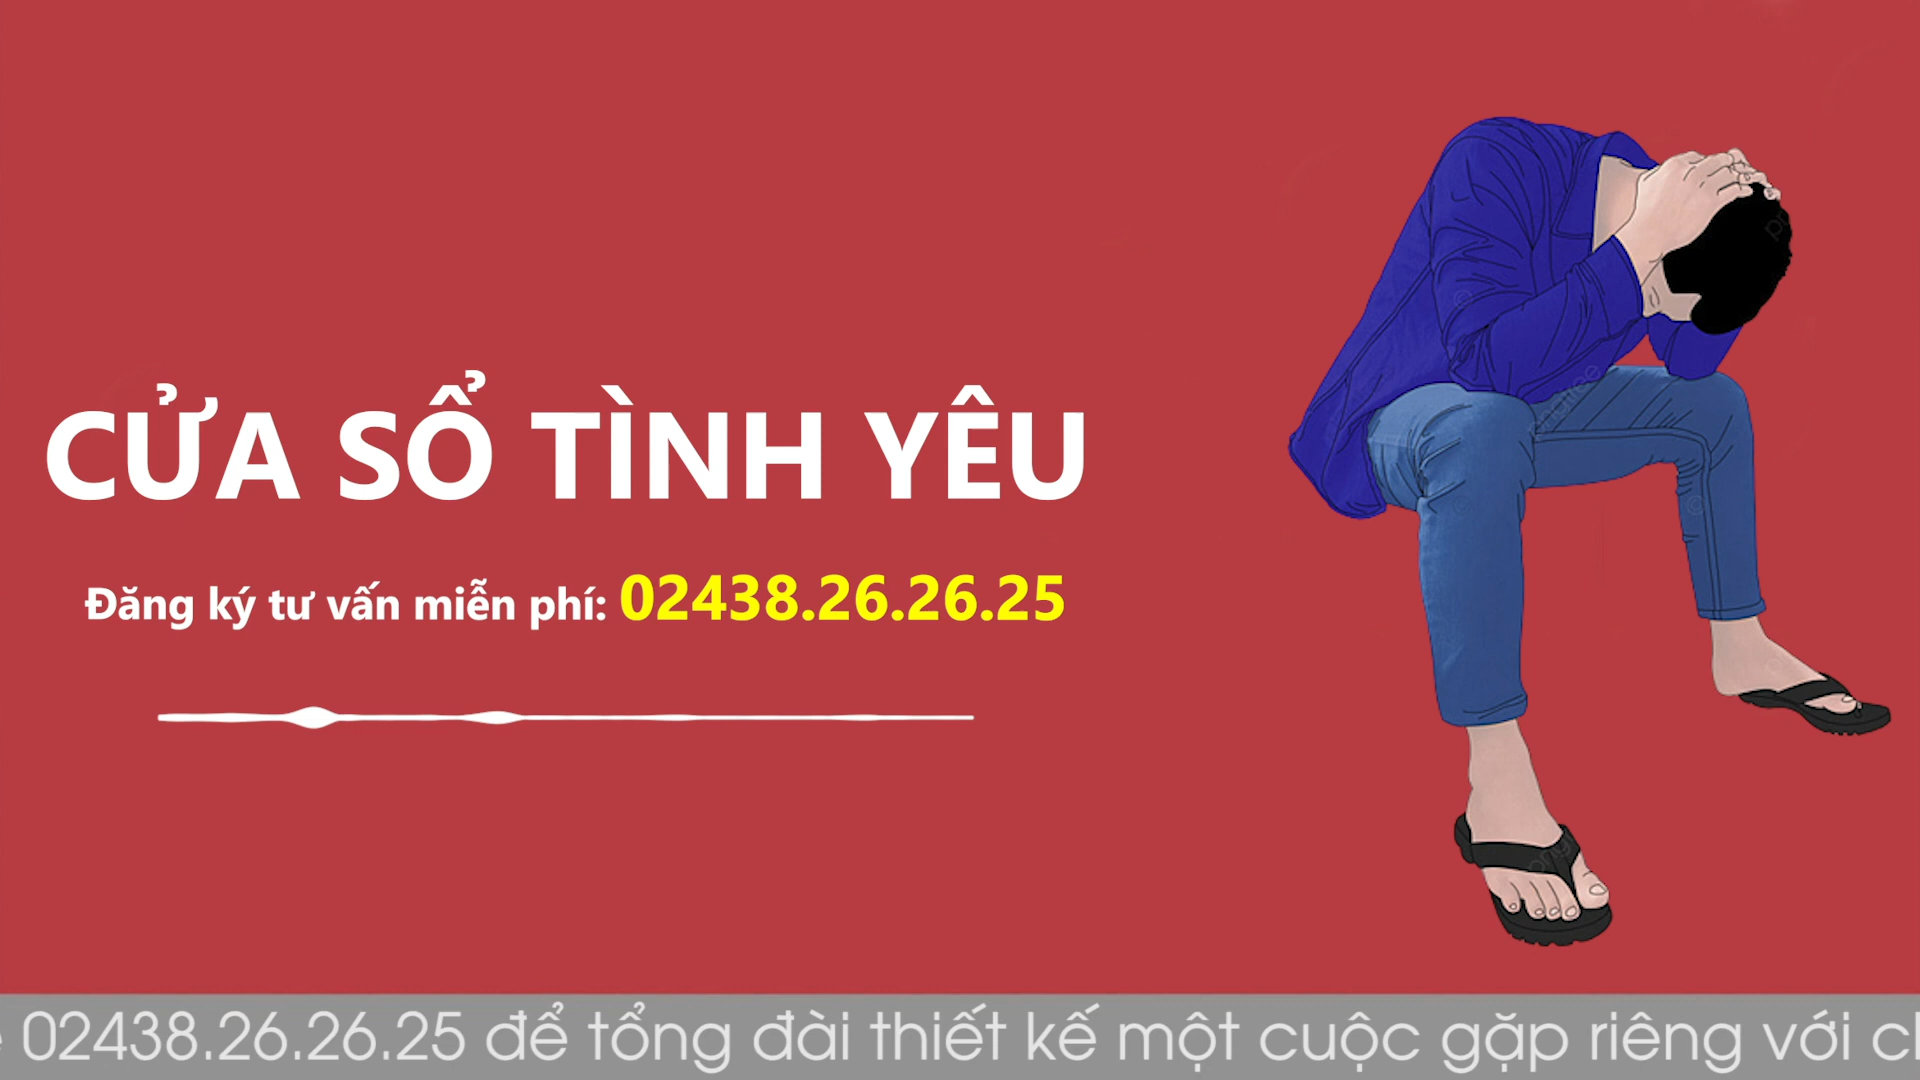 CỬA SỔ TÌNH YÊU
Đăng ký tư vấn miễn phí: 02438.26.26.25
02438.26.26.25 để tổng đài thiết kế một cuộc gặp riêng với